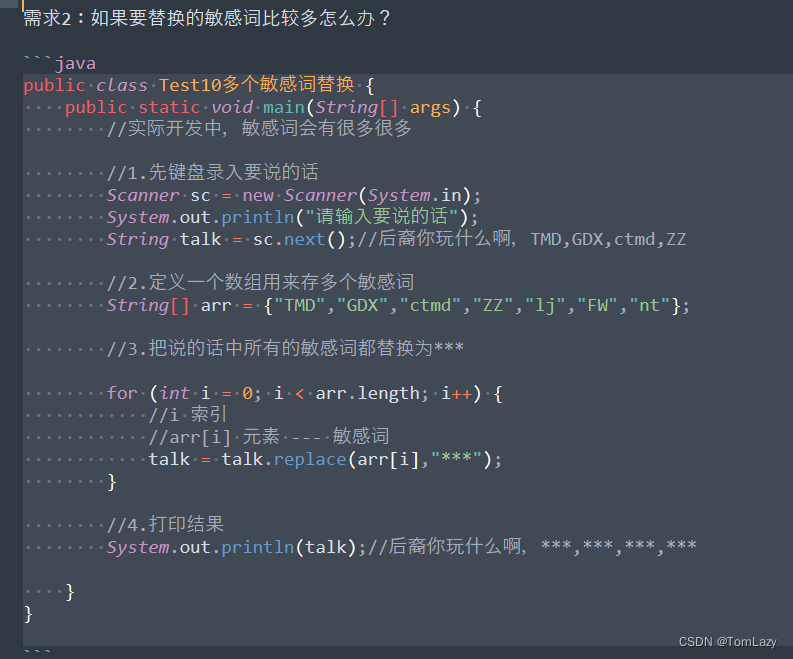 需求2：如果要替换的敏感词比较多怎么办？
```java
public class Test10多个敏感词替换 {
    public static void main(String[] args) {
        //实际开发中，敏感词会有很多很多
        //1.先键盘录入要说的话
        Scanner sc = new Scanner(System.in);
        System.out.println("请输入要说的话");
        String talk = sc.next();//后裔你玩什么啊，TMD,GDX,ctmd,ZZ
        //2.定义一个数组用来存多个敏感词
        String[] arr = {"TMD","GDX","ctmd","ZZ","lj","FW","nt"};
        //3.把说的话中所有的敏感词都替换为***
        for (int i = 0; i < arr.length; i++) {
            //i 索引
            //arr[i] 元素 --- 敏感词
            talk = talk.replace(arr[i],"***");
        }
        //4.打印结果
        System.out.println(talk);//后裔你玩什么啊，***,***,***,***
    }
}
```
CSDN @TomLazy